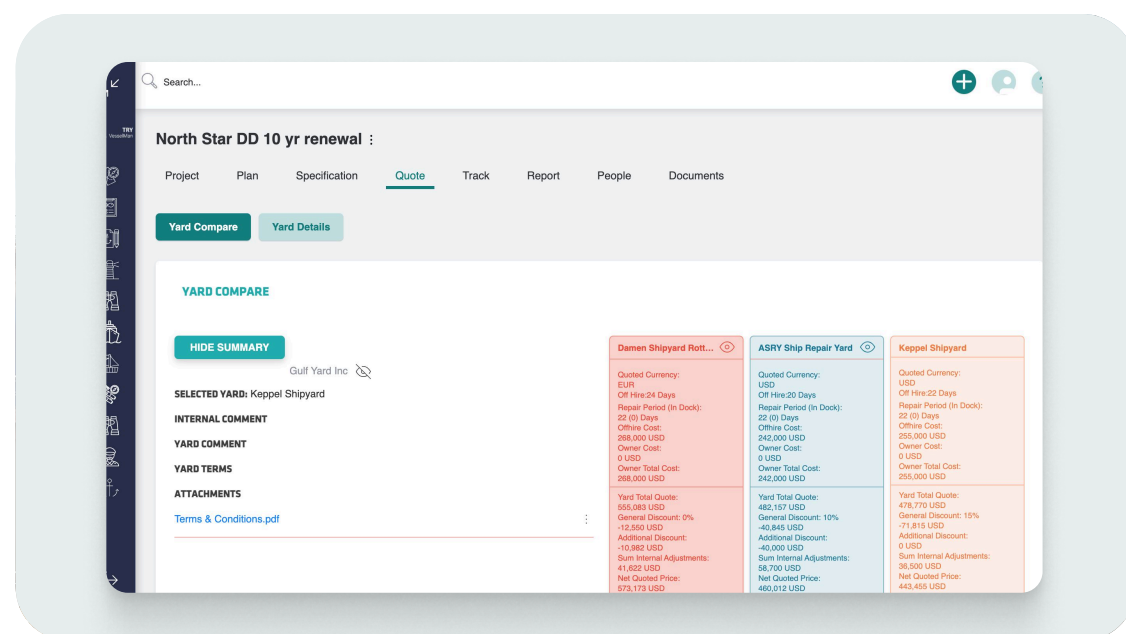 Search...
TRY
VesselMan
North Star DD 10 yr renewal
Project Plan Specification Quote Track Report People Documents
Yard Compare Yard Details
YARD COMPARE
HIDE SUMMARY
Gulf Yard Inc
SELECTED YARD: Keppel Shipyard
INTERNAL COMMENT
YARD COMMENT
YARD TERMS
ATTACHMENTS
Terms & Conditions.pdf
Damen Shipyard Rott...
Quoted Currency:
EUR
Off Hire:24 Days
Repair Period (In Dock):
22 (0) Days
Offhire Cost:
268,000 USD
Owner Cost:
0 USD
Owner Total Cost:
268,000 USD
Yard Total Quote:
555,083 USD
General Discount: 0%
-12,550 USD
Additional Discount:
-10,982 USD
Sum Internal Adjustments:
41,622 USD
Net Quoted Price:
573,173 USD
ASRY Ship Repair Yard
Quoted Currency:
USD
Off Hire:20 Days
Repair Period (In Dock):
22 (0) Days
Offhire Cost:
242,000 USD
Owner Cost:
0 USD
Owner Total Cost:
242,000 USD
Yard Total Quote:
482,157 USD
General Discount: 10%
-40,845 USD
Additional Discount:
-40,000 USD
Sum Internal Adjustments:
58,700 USD
Net Quoted Price:
460,012 USD
Keppel Shipyard
Quoted Currency:
USD
Off Hire:22 Days
Repair Period (In Dock):
22 (0) Days
Offhire Cost:
255,000 USD
Owner Cost:
0 USD
Owner Total Cost:
255,000 USD
Yard Total Quote:
478,770 USD
General Discount: 15%
-71,815 USD
Additional Discount:
0 USD
Sum Internal Adjustments:
36,500 USD
Net Quoted Price:
443,455 USD